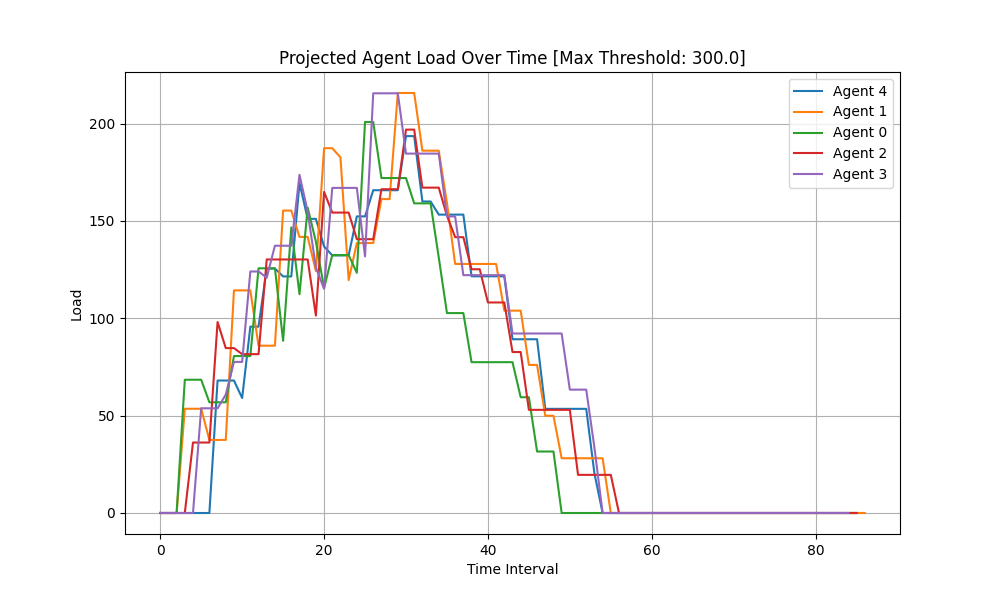 Projected Agent Load Over Time [Max Threshold: 300.0]
Agent 4
Agent 1
Agent 0
Agent 2
Agent 3
200
150
100
50
0
Load
0 20 40 60 80
Time Interval